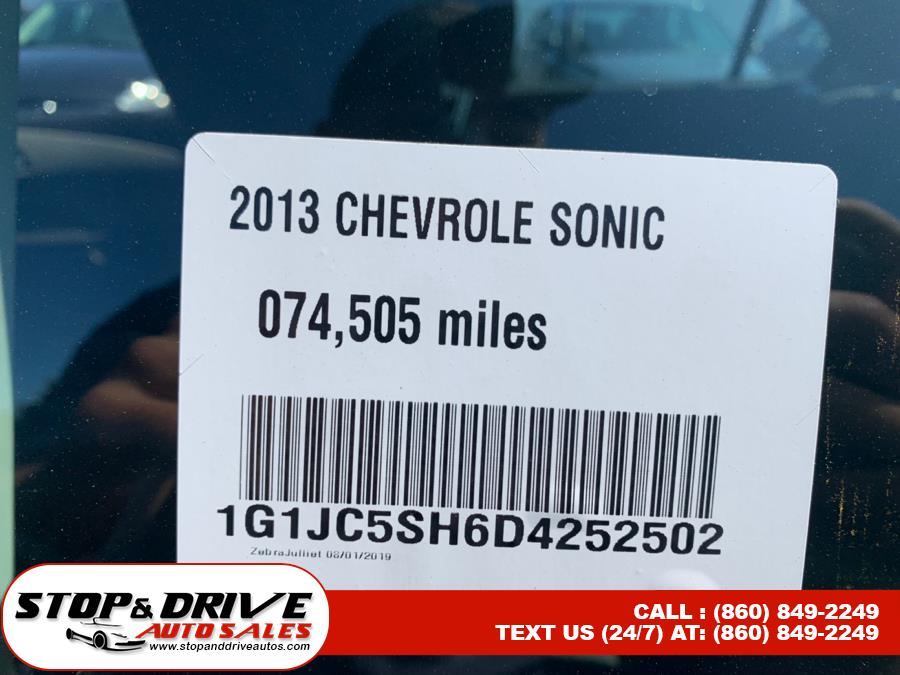 2013 CHEVROLE SONIC
074,505 miles
1G1JC5SH6D4252502
ZebraJulliet 08/01/2019
STOP & DRIVE
AUTO SALES
www.stopanddriveautos.com
CALL : (860) 849-2249
TEXT US (24/7) AT: (860) 849-2249